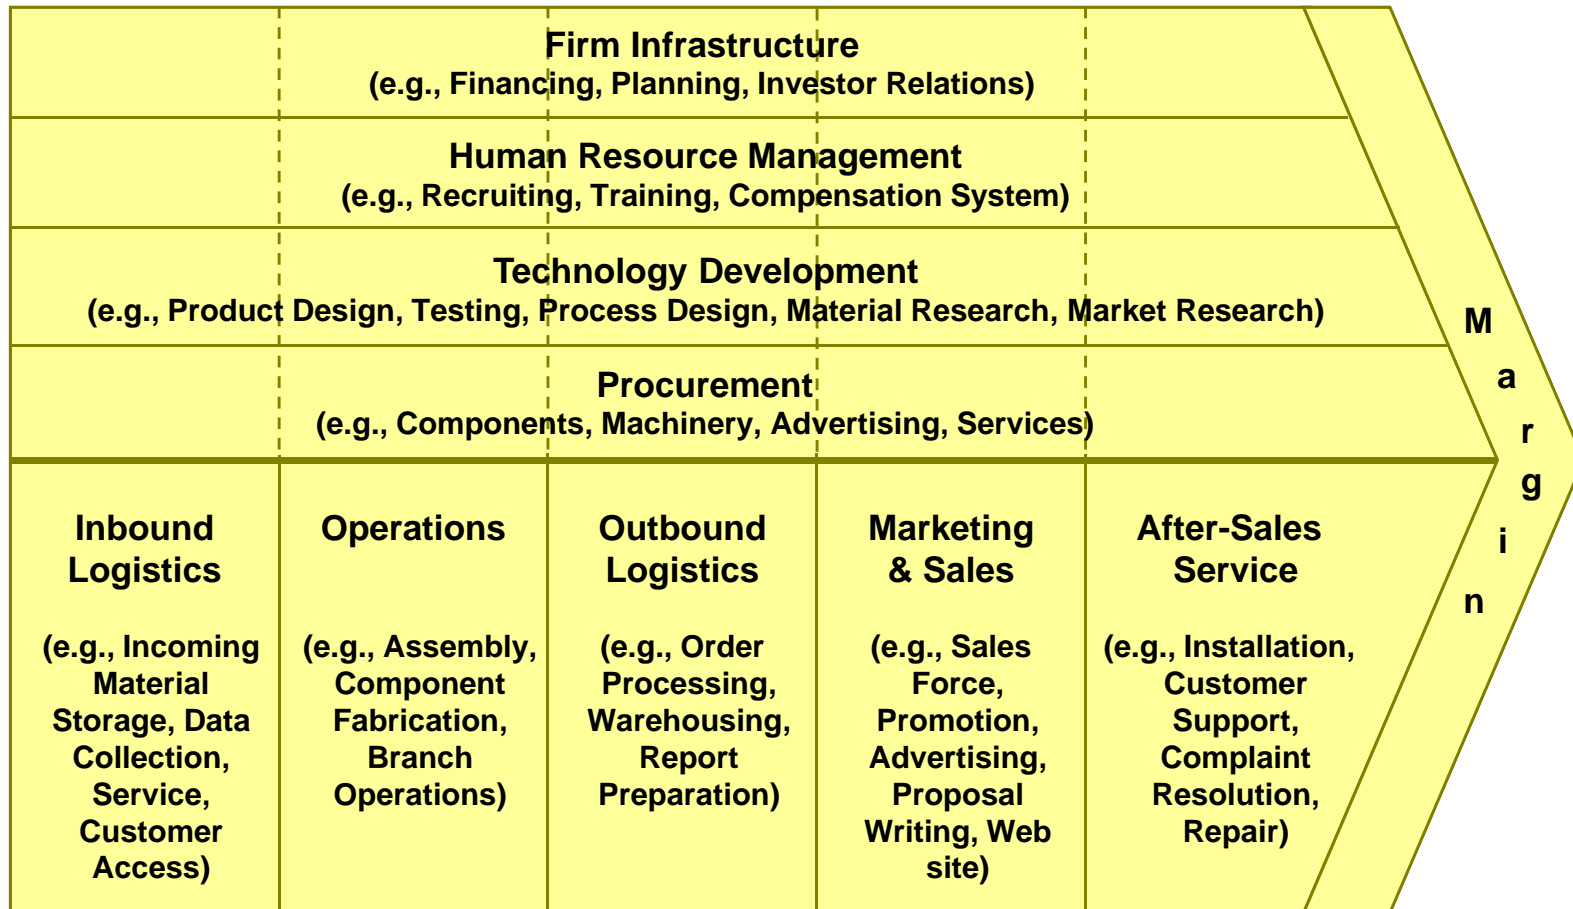 Firm Infrastructure
(e.g., Financing, Planning, Investor Relations)
Human Resource Management
(e.g., Recruiting, Training, Compensation System)
Technology Development
(e.g., Product Design, Testing, Process Design, Material Research, Market Research)
Procurement
(e.g., Components, Machinery, Advertising, Services)
Inbound
Logistics
(e.g., Incoming
Material
Storage, Data
Collection,
Service,
Customer
Access)
Operations
(e.g., Assembly,
Component
Fabrication,
Branch
Operations)
Outbound
Logistics
(e.g., Order
Processing,
Warehousing,
Report
Preparation)
Marketing
& Sales
(e.g., Sales
Force,
Promotion,
Advertising,
Proposal
Writing, Web
site)
After-Sales
Service
(e.g., Installation,
Customer
Support,
Complaint
Resolution,
Repair)
Margin